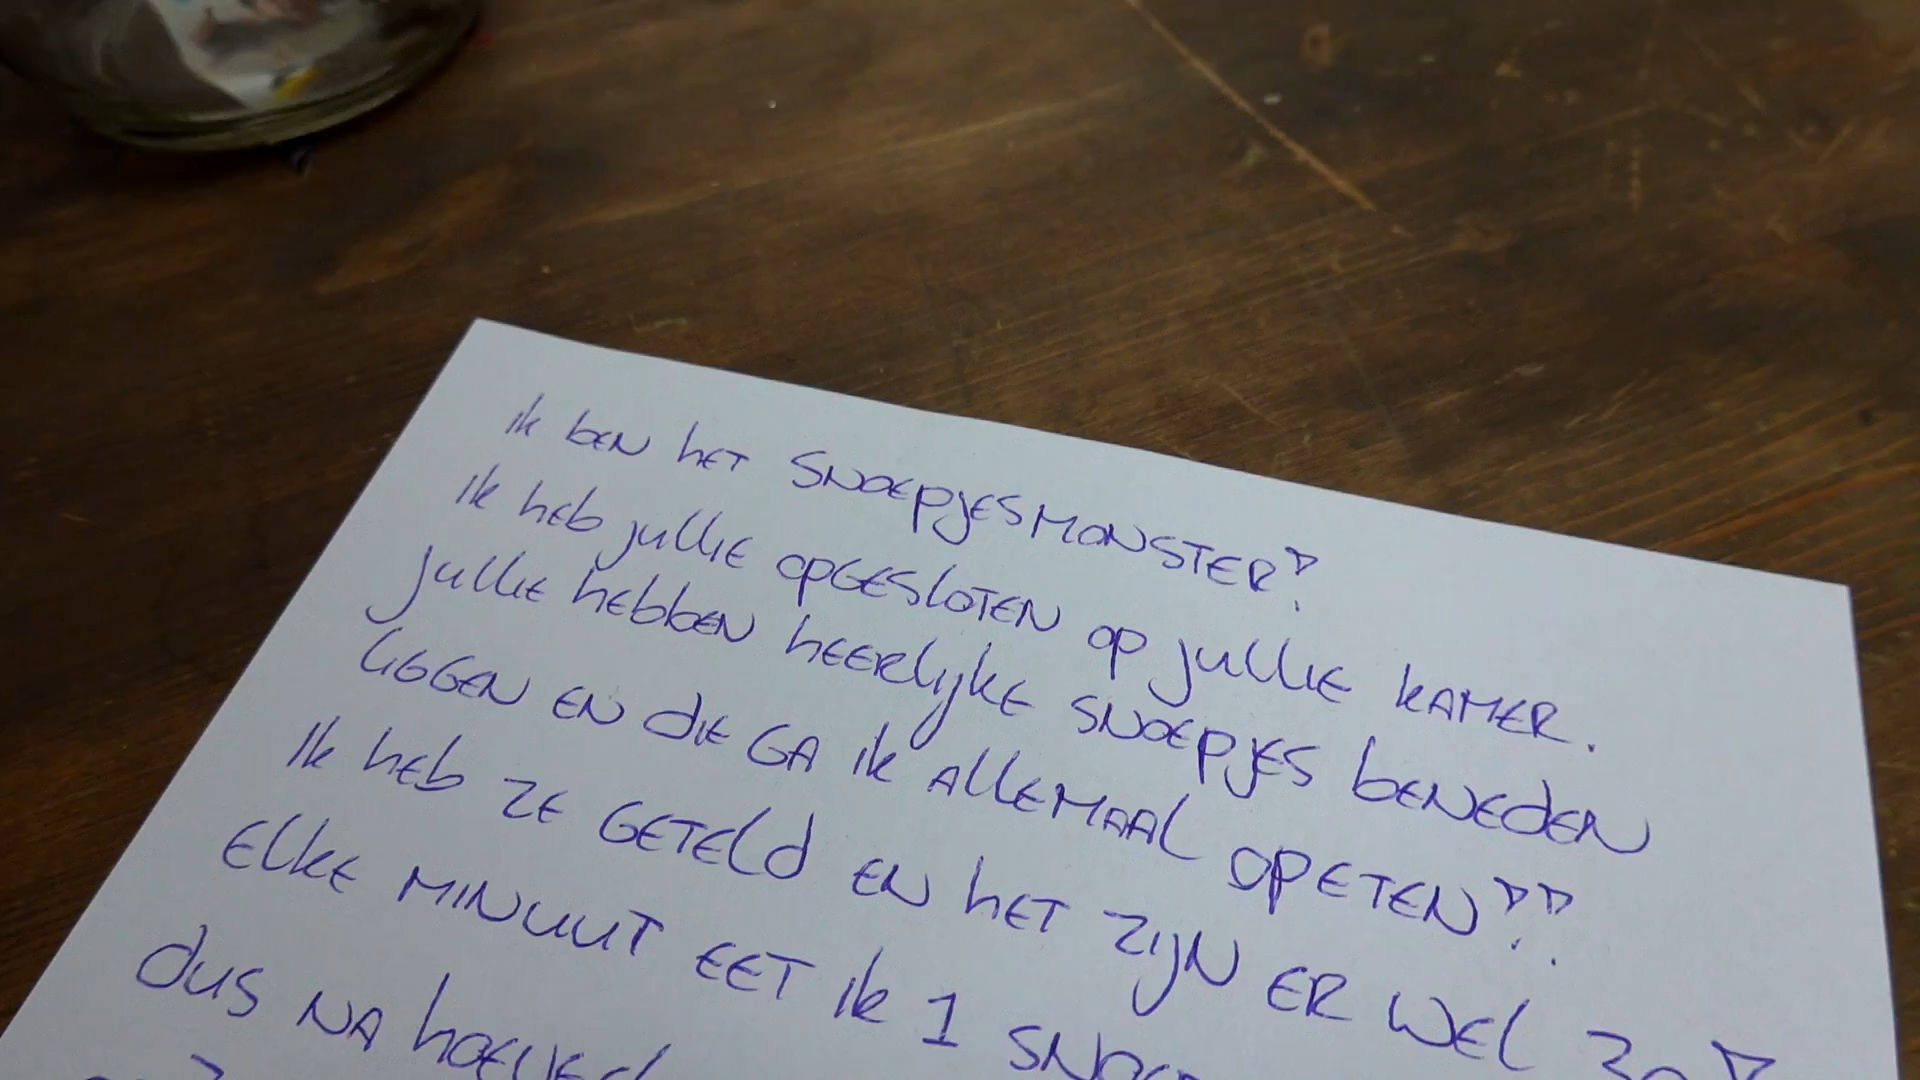 Ik ben het SNOEPJESMONSTER!
Ik heb jullie opgesloten op jullie kamer.
Jullie hebben heerlijke snoepjes beneden
liggen en die ga ik allemaal opeten!!
Ik heb ze geteld en het zijn er wel 30!
Elke minuut eet ik 1
dus na